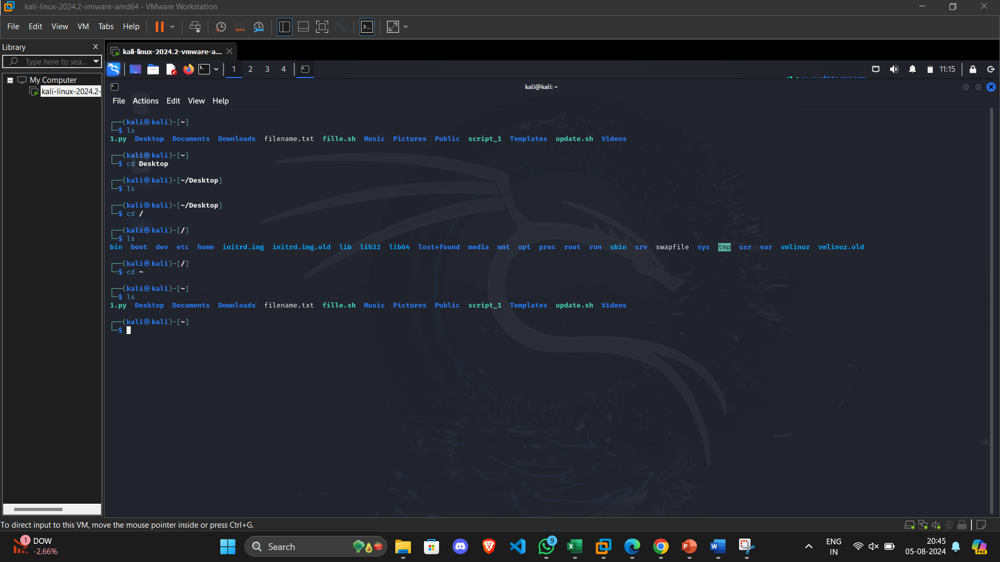 kali-linux-2024.2-vmware-amd64 - VMware Workstation
File Edit View VM Tabs Help
Library
Type here to sea...
My Computer
kali-linux-2024.2-
kali-linux-2024.2-vmware-a...
1 2 3 4
11:15
kali@kali: ~
File Actions Edit View Help
┌──(kali㉿kali)-[~]
└─$ ls
1.py Desktop Documents Downloads filename.txt fille.sh Music Pictures Public script_1 Templates update.sh Videos
┌──(kali㉿kali)-[~]
└─$ cd Desktop
┌──(kali㉿kali)-[~/Desktop]
└─$ ls
┌──(kali㉿kali)-[~/Desktop]
└─$ cd /
┌──(kali㉿kali)-[/]
└─$ ls
bin boot dev etc home initrd.img initrd.img.old lib lib32 lib64 lost+found media mnt opt proc root run sbin srv swapfile sys tmp usr var vmlinuz vmlinuz.old
┌──(kali㉿kali)-[/]
└─$ cd ~
┌──(kali㉿kali)-[~]
└─$ ls
1.py Desktop Documents Downloads filename.txt fille.sh Music Pictures Public script_1 Templates update.sh Videos
┌──(kali㉿kali)-[~]
└─$
To direct input to this VM, move the mouse pointer inside or press Ctrl+G.
1
DOW
-2.66%
Search
9
ENG
IN
20:45
05-08-2024
PRE